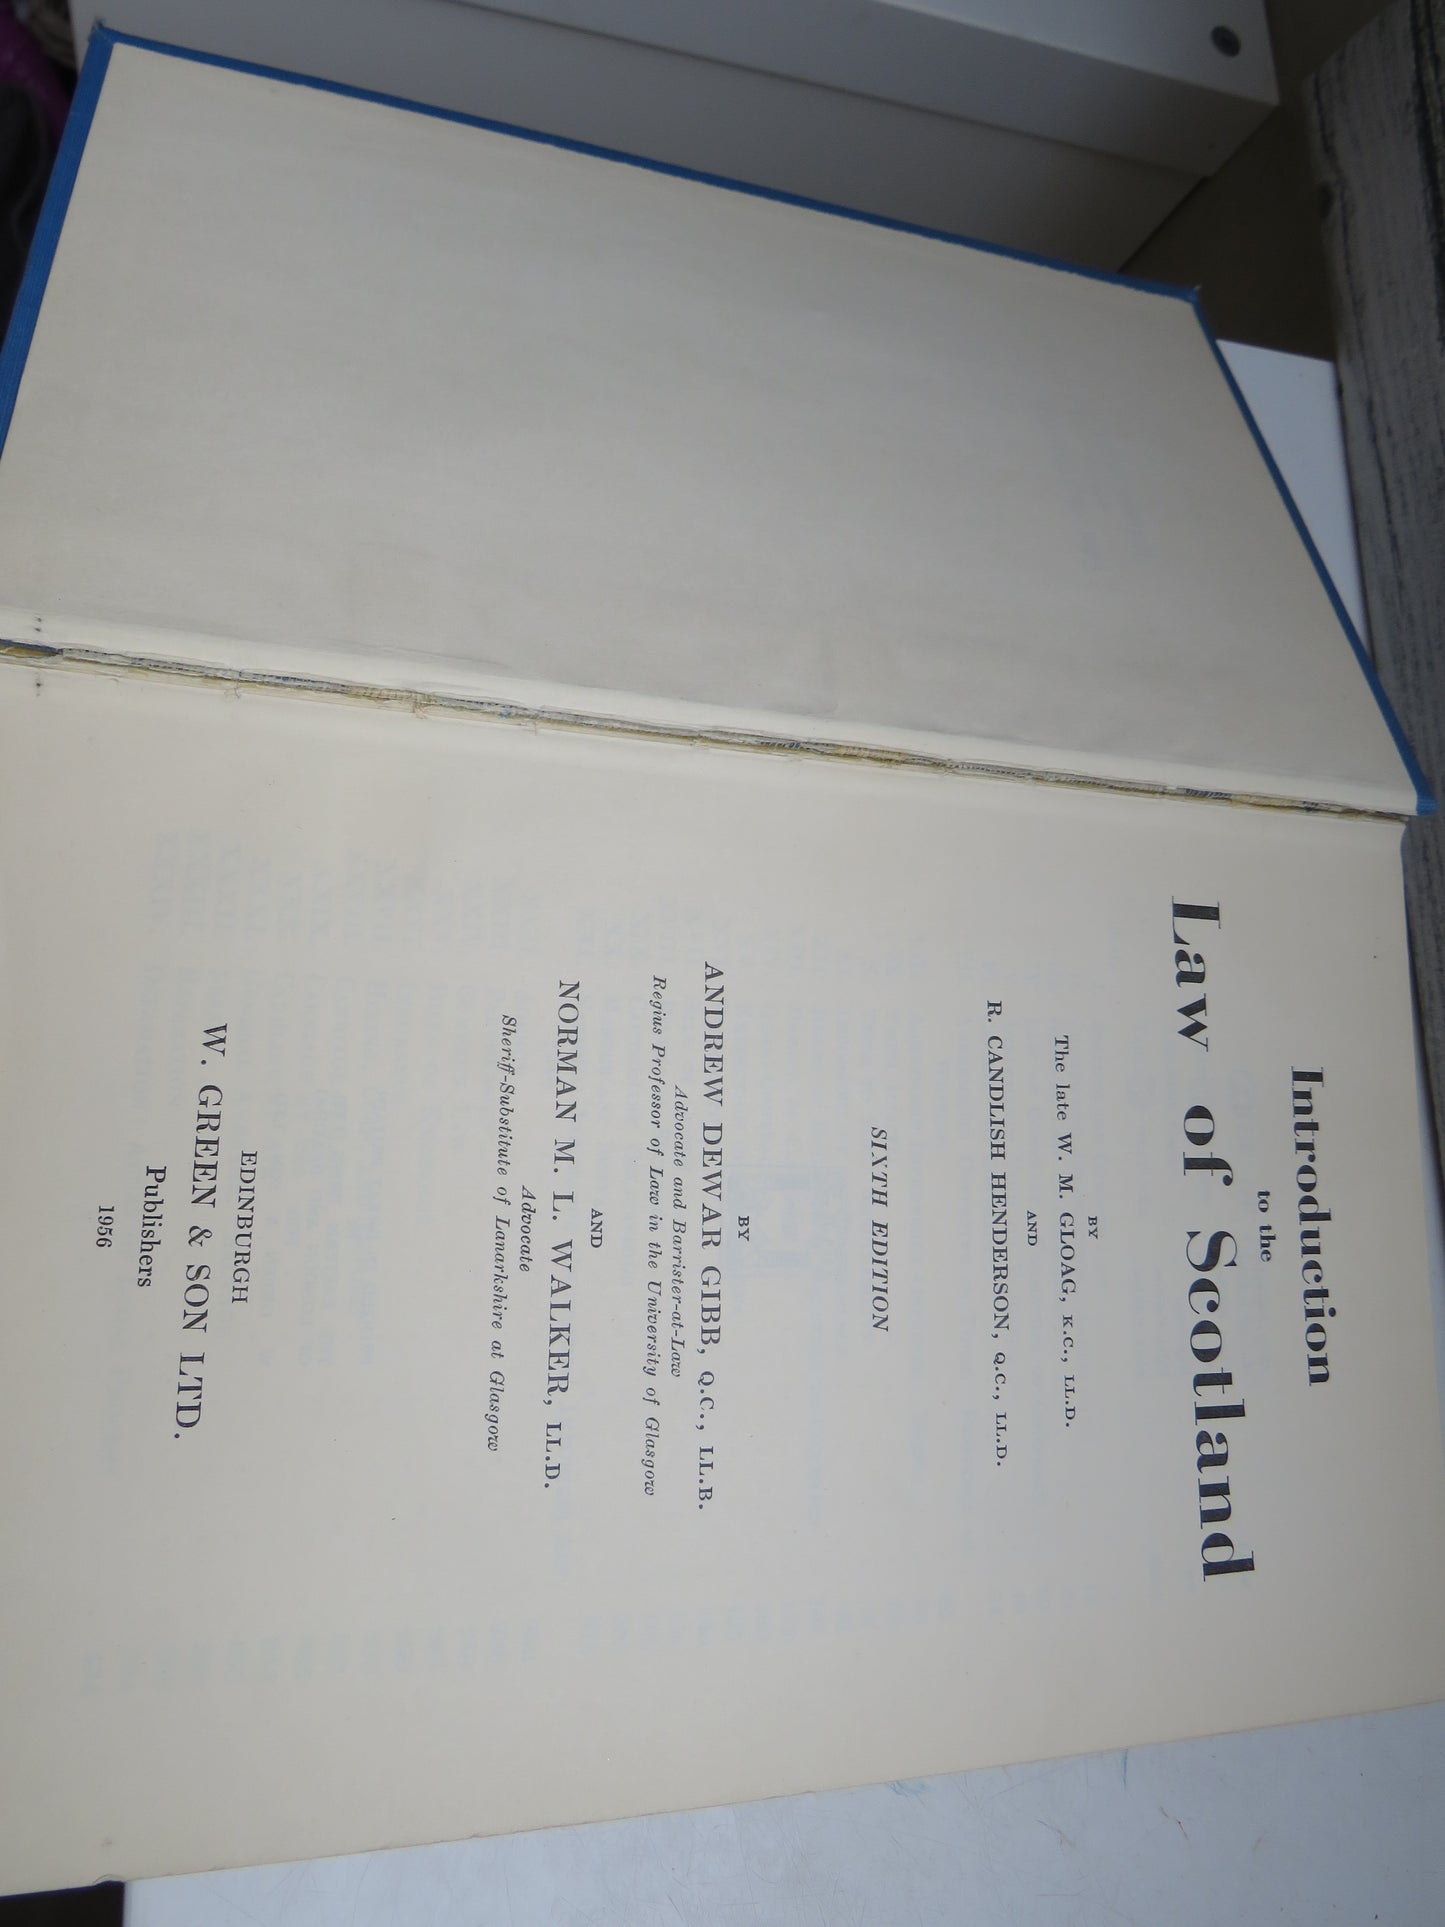 Introduction
to the
Law of Scotland
BY
The late W. M. GLOAG, K.C., LL.D.
AND
R. CANDLISH HENDERSON, Q.C., LL.D.
SIXTH EDITION
BY
ANDREW DEWAR GIBB, Q.C., LL.B.
Advocate and Barrister-at-Law
Regius Professor of Law in the University of Glasgow
AND
NORMAN M. L. WALKER, LL.D.
Advocate
Sheriff-Substitute of Lanarkshire at Glasgow
EDINBURGH
W. GREEN & SON LTD.
Publishers
1956